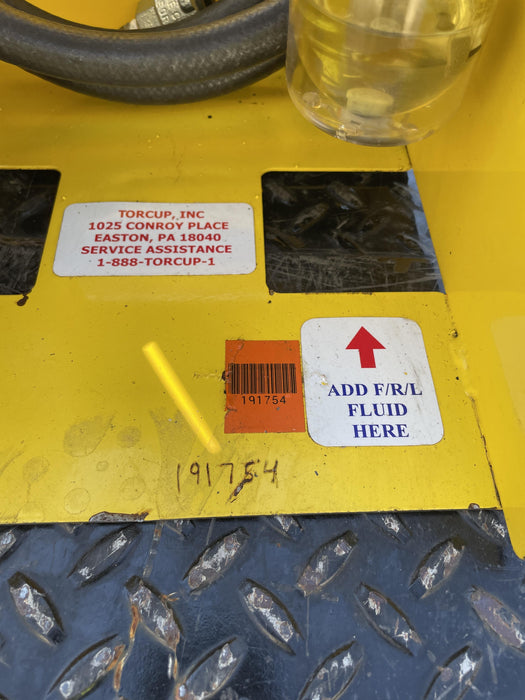 TORCUP, INC
1025 CONROY PLACE
EASTON, PA 18040
SERVICE ASSISTANCE
1-888-TORCUP-1
191754
ADD F/R/L
FLUID
HERE
191754